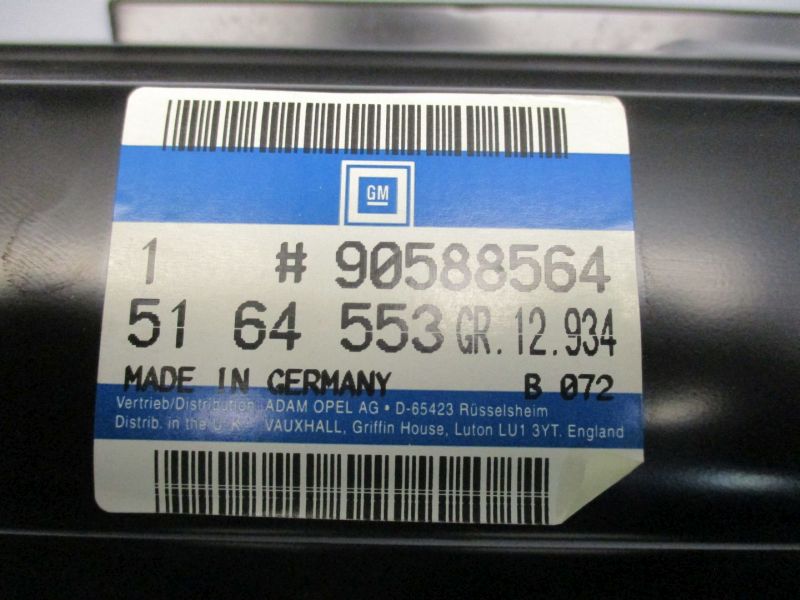 GM
1 # 90588564
51 64 553 GR. 12.934
MADE IN GERMANY B 072
Vertrieb/Distribution ADAM OPEL AG • D-65423 Rüsselsheim
Distrib. in the U.K. VAUXHALL, Griffin House, Luton LU1 3YT. England